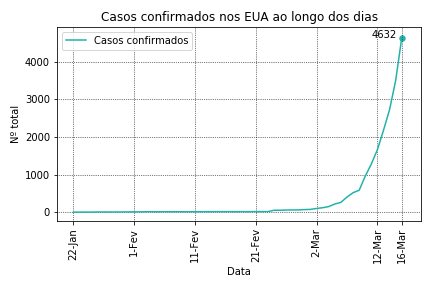 Casos confirmados nos EUA ao longo dos dias
Casos confirmados
4632
4000
3000
2000
1000
0
Nº total
22-Jan
1-Fev
11-Fev
21-Fev
2-Mar
12-Mar
16-Mar
Data